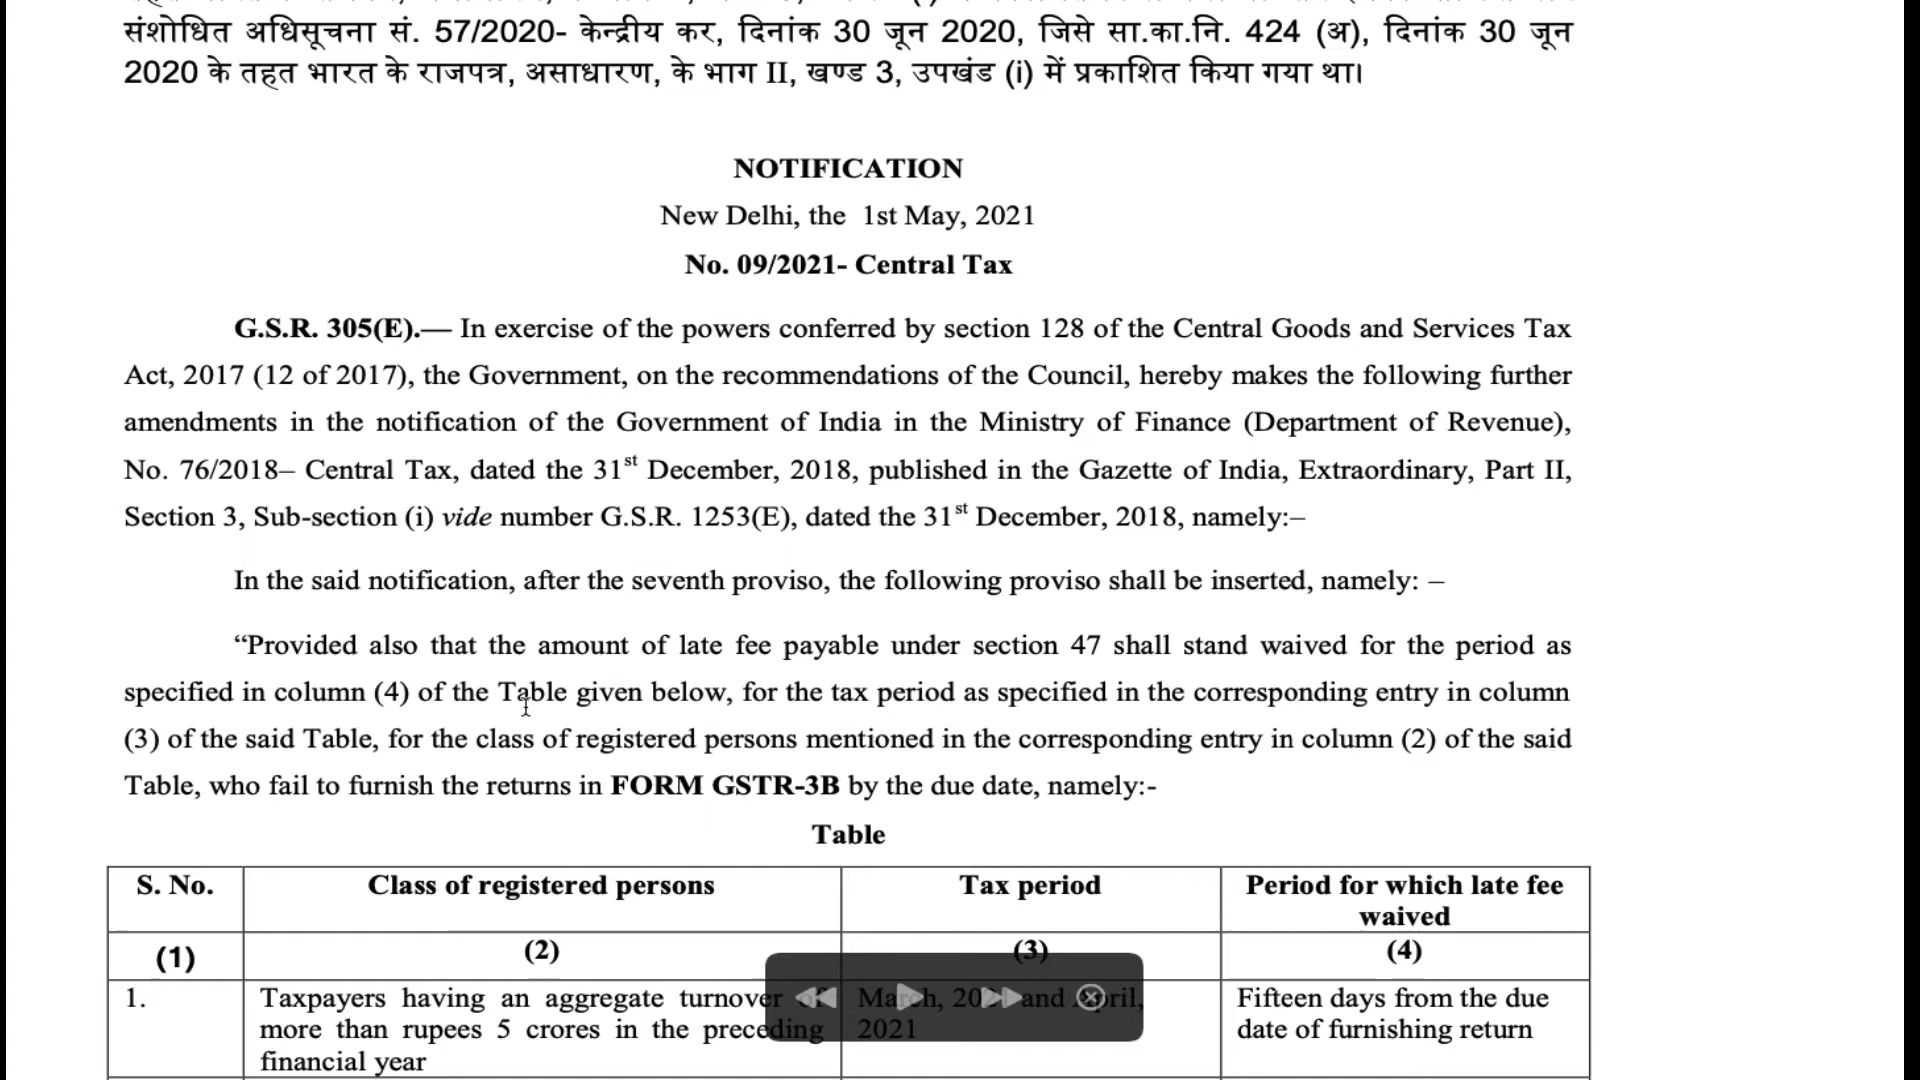 संशोधित अधिसूचना सं. 57/2020- केन्द्रीय कर, दिनांक 30 जून 2020, जिसे सा.का.नि. 424 (अ), दिनांक 30 जून
2020 के तहत भारत के राजपत्र, असाधारण, के भाग II, खण्ड 3, उपखंड (i) में प्रकाशित किया गया था।
NOTIFICATION
New Delhi, the 1st May, 2021
No. 09/2021- Central Tax
G.S.R. 305(E).— In exercise of the powers conferred by section 128 of the Central Goods and Services Tax
Act, 2017 (12 of 2017), the Government, on the recommendations of the Council, hereby makes the following further
amendments in the notification of the Government of India in the Ministry of Finance (Department of Revenue),
No. 76/2018– Central Tax, dated the 31st December, 2018, published in the Gazette of India, Extraordinary, Part II,
Section 3, Sub-section (i) vide number G.S.R. 1253(E), dated the 31st December, 2018, namely:–
In the said notification, after the seventh proviso, the following proviso shall be inserted, namely: –
“Provided also that the amount of late fee payable under section 47 shall stand waived for the period as
specified in column (4) of the Table given below, for the tax period as specified in the corresponding entry in column
(3) of the said Table, for the class of registered persons mentioned in the corresponding entry in column (2) of the said
Table, who fail to furnish the returns in FORM GSTR-3B by the due date, namely:-
Table
S. No.
Class of registered persons
Tax period
Period for which late fee
waived
(1)
(2)
(3)
(4)
1.
Taxpayers having an aggregate turnover of
more than rupees 5 crores in the preceding
financial year
March, 2021 and April,
2021
Fifteen days from the due
date of furnishing return